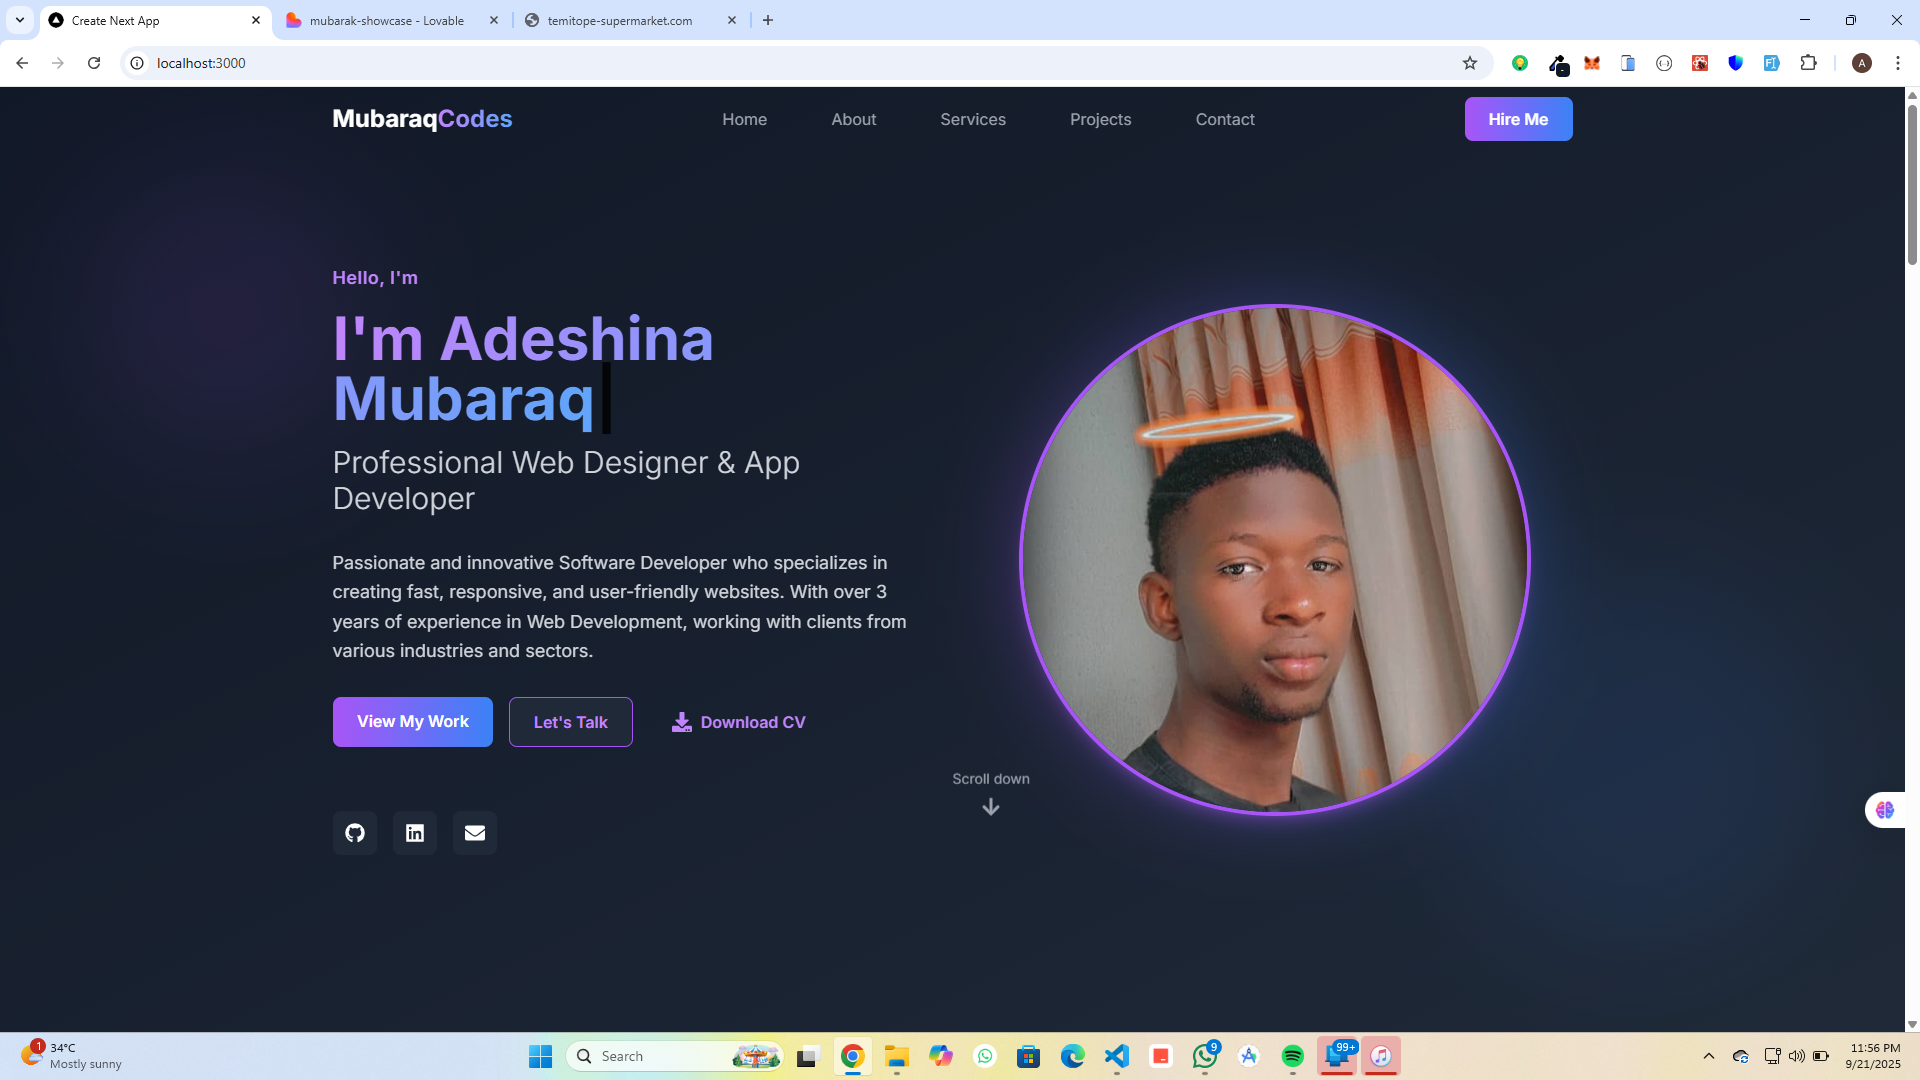 Create Next App
mubarak-showcase - Lovable
temitope-supermarket.com
localhost:3000
A
MubaraqCodes
Home
About
Services
Projects
Contact
Hire Me
Hello, I'm
I'm Adeshina
Mubaraq
Professional Web Designer & App
Developer
Passionate and innovative Software Developer who specializes in
creating fast, responsive, and user-friendly websites. With over 3
years of experience in Web Development, working with clients from
various industries and sectors.
View My Work
Let's Talk
Download CV
Scroll down
1
34°C
Mostly sunny
Search
9
99+
11:56 PM
9/21/2025